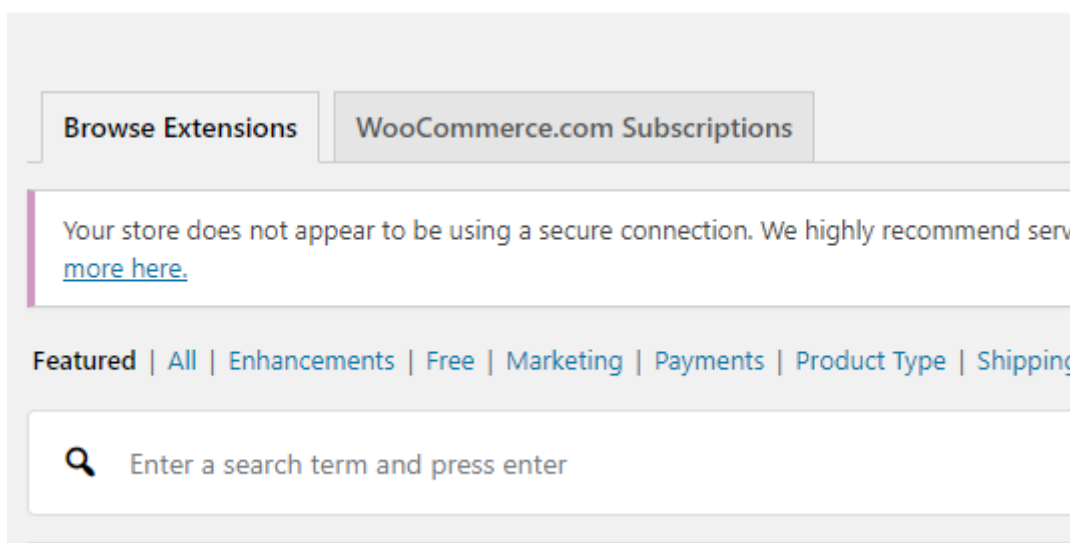 Browse Extensions WooCommerce.com Subscriptions
Your store does not appear to be using a secure connection. We highly recommend
more here.
Featured | All | Enhancements | Free | Marketing | Payments | Product Type | Shipping
Enter a search term and press enter